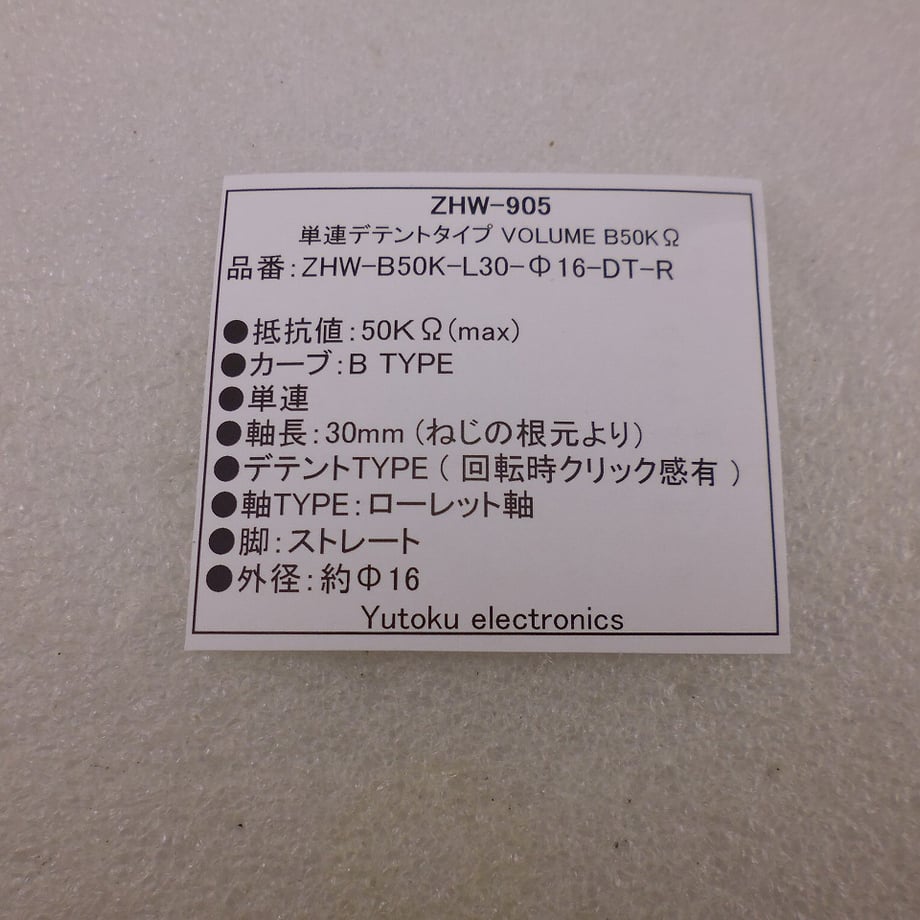 ZHW-905
単連デテントタイプ VOLUME B50KΩ
品番:ZHW-B50K-L30-Φ16-DT-R
●抵抗値:50KΩ(max)
●カーブ:B TYPE
●単連
●軸長:30mm (ねじの根元より)
●デテントTYPE ( 回転時クリック感有 )
●軸TYPE:ローレット軸
●脚:ストレート
●外径:約Φ16
Yutoku electronics